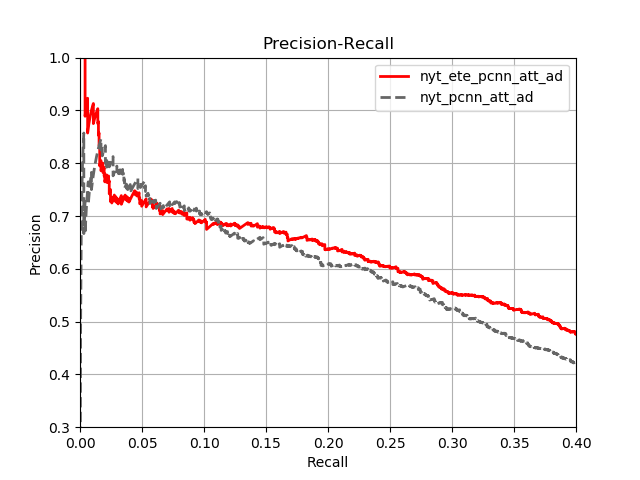 Precision-Recall
nyt_ete_pcnn_att_ad
nyt_pcnn_att_ad
Precision
1.0
0.9
0.8
0.7
0.6
0.5
0.4
0.3
0.00 0.05 0.10 0.15 0.20 0.25 0.30 0.35 0.40
Recall